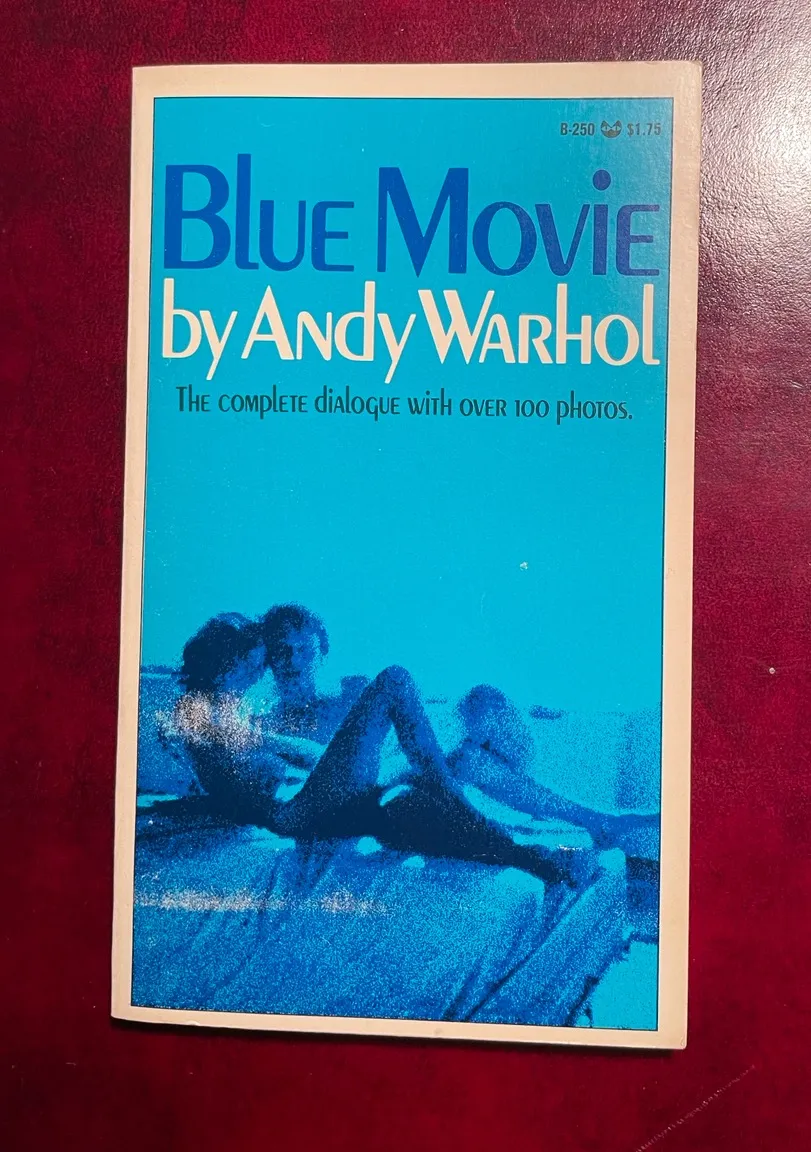 B-250 $1.75
Blue Movie
by Andy Warhol
The complete dialogue with over 100 photos.